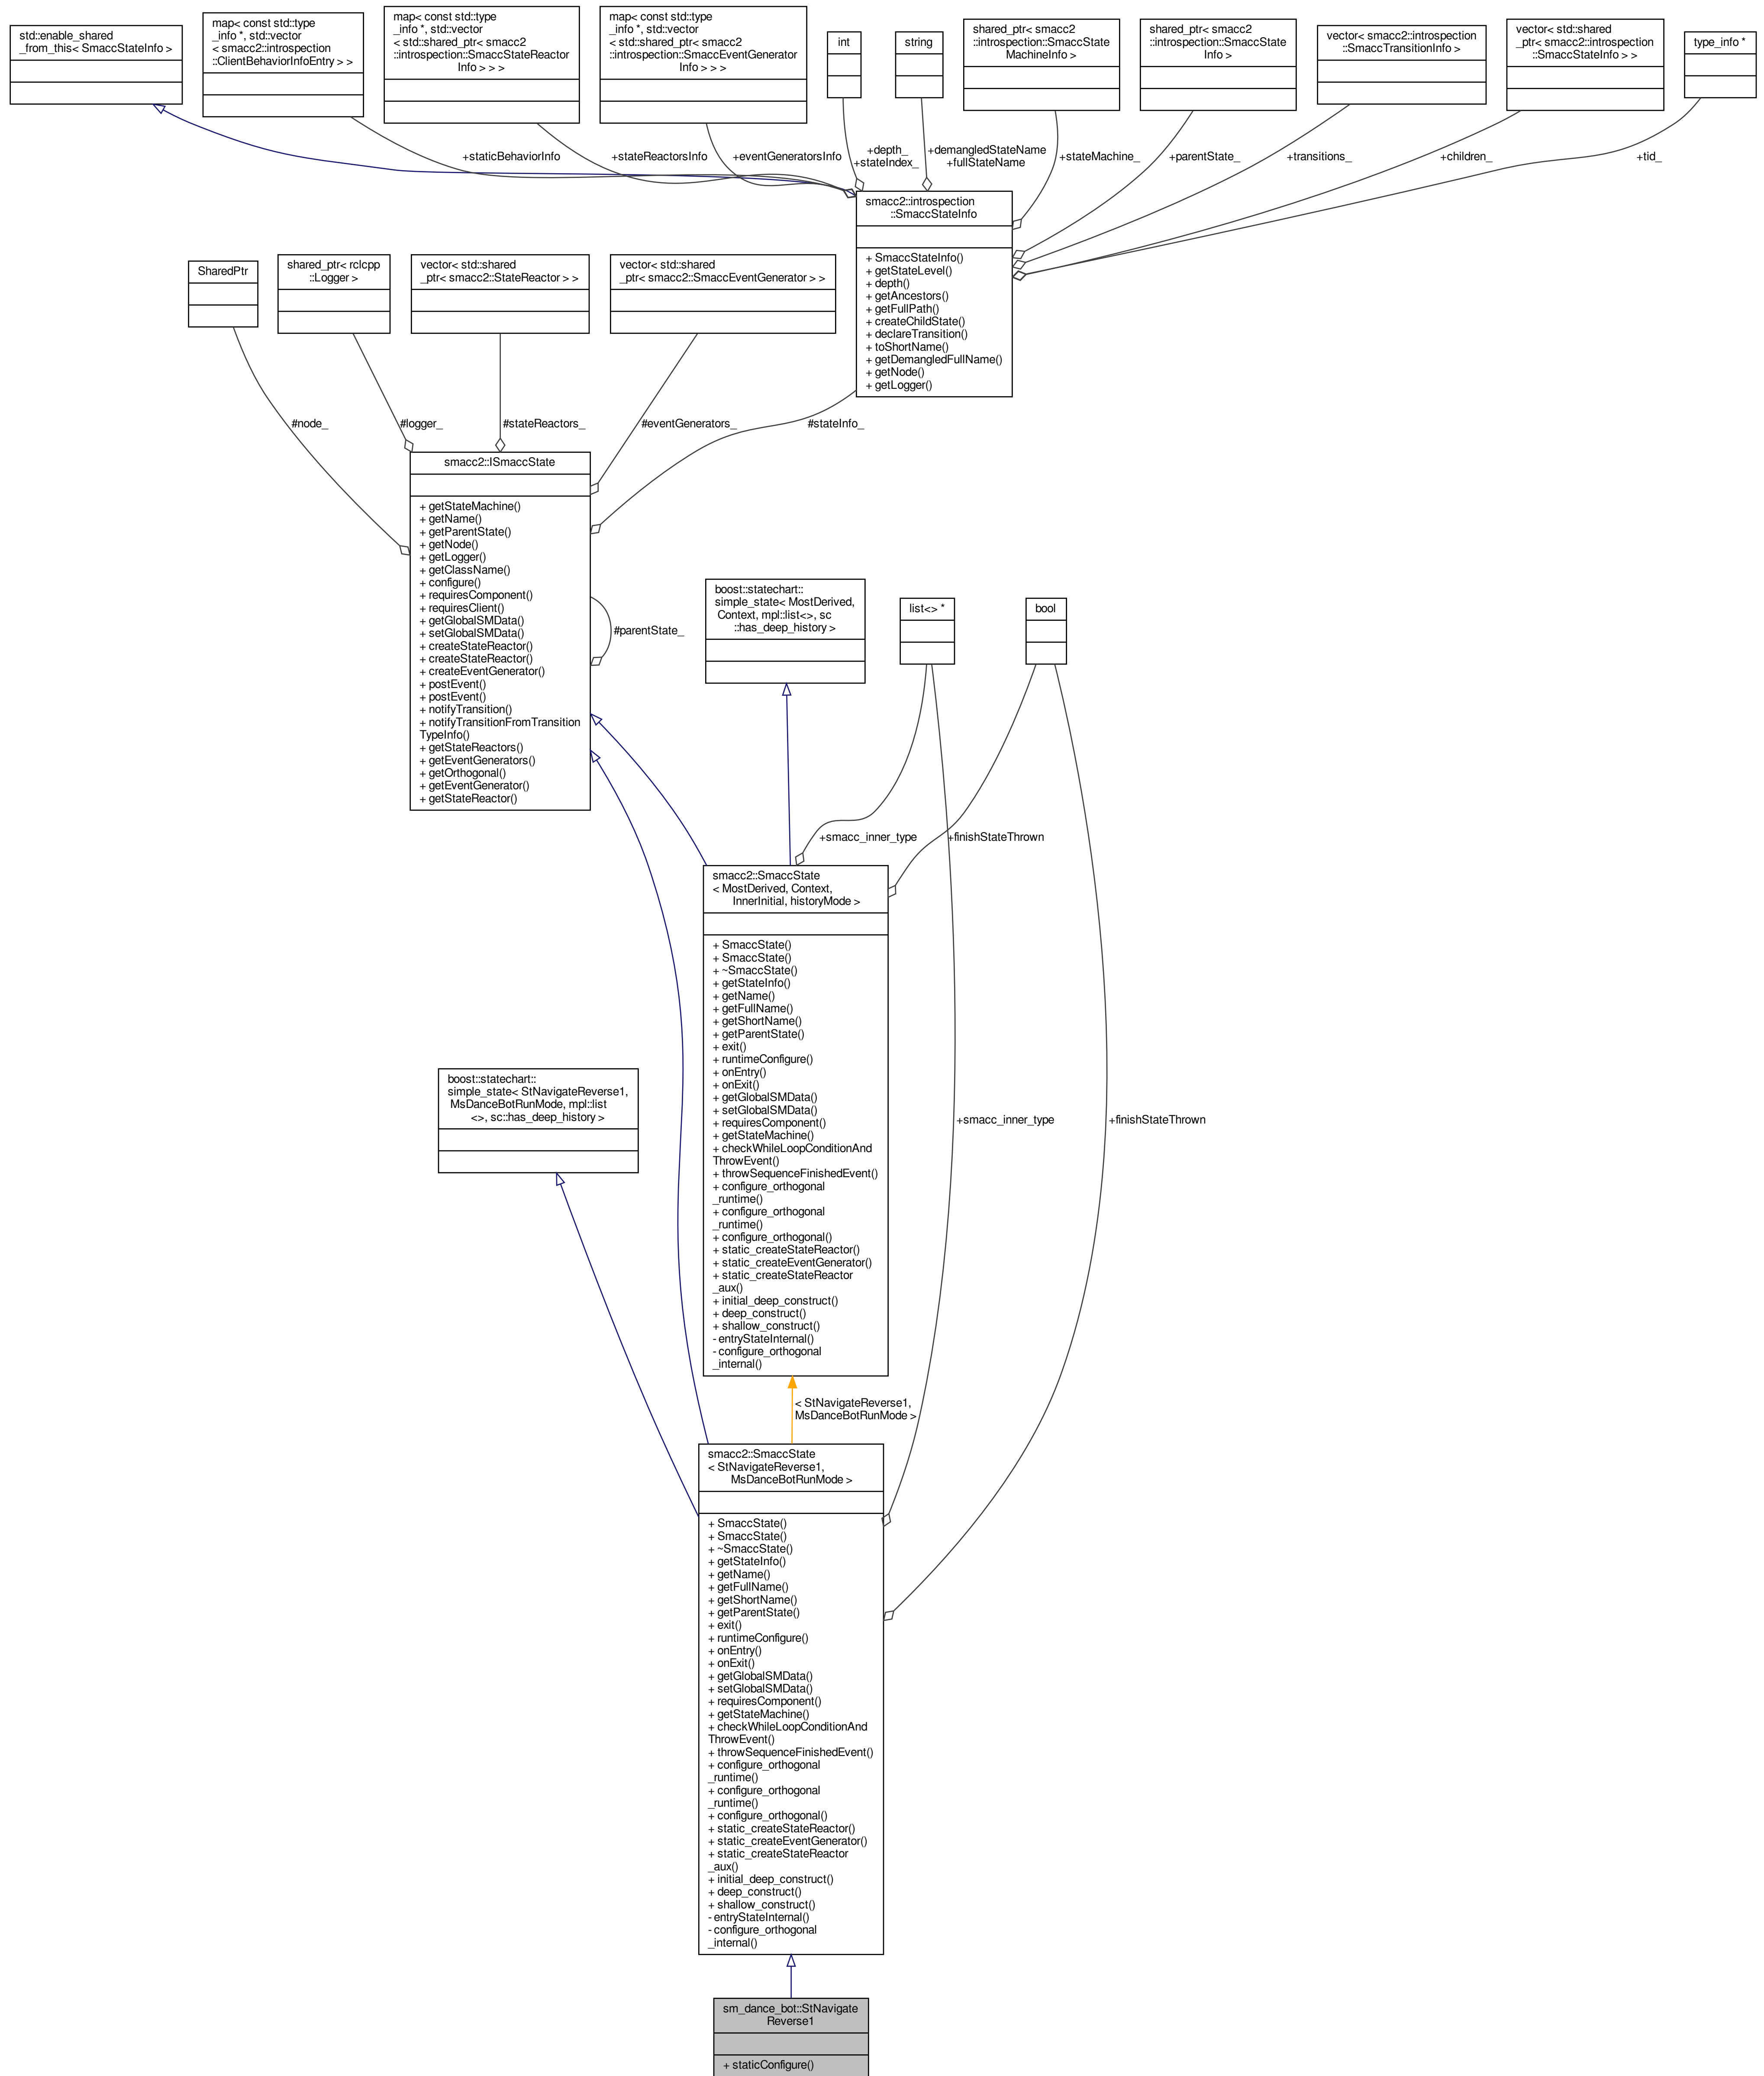 std::enable_shared
_from_this< SmaccStateInfo >
map< const std::type
_info *, std::vector
< smacc2::introspection
::ClientBehaviorInfoEntry > >
map< const std::type
_info *, std::vector
< std::shared_ptr< smacc2
::introspection::SmaccStateReactor
Info > > >
map< const std::type
_info *, std::vector
< std::shared_ptr< smacc2
::introspection::SmaccEventGenerator
Info > > >
int
string
shared_ptr< smacc2
::introspection::SmaccState
MachineInfo >
shared_ptr< smacc2
::introspection::SmaccState
Info >
vector< smacc2::introspection
::SmaccTransitionInfo >
vector< std::shared
_ptr< smacc2::introspection
::SmaccStateInfo > >
type_info *
+staticBehaviorInfo
+stateReactorsInfo
+eventGeneratorsInfo
+depth_
+stateIndex_
+demangledStateName
+fullStateName
+stateMachine_
+parentState_
+transitions_
+children_
+tid_
smacc2::introspection
::SmaccStateInfo
+ SmaccStateInfo()
+ getStateLevel()
+ depth()
+ getAncestors()
+ getFullPath()
+ createChildState()
+ declareTransition()
+ toShortName()
+ getDemangledFullName()
+ getNode()
+ getLogger()
SharedPtr
shared_ptr< rclcpp
::Logger >
vector< std::shared
_ptr< smacc2::StateReactor > >
vector< std::shared
_ptr< smacc2::SmaccEventGenerator > >
#node_
#logger_
#stateReactors_
#eventGenerators_
#stateInfo_
smacc2::ISmaccState
+ getStateMachine()
+ getName()
+ getParentState()
+ getNode()
+ getLogger()
+ getClassName()
+ configure()
+ requiresComponent()
+ requiresClient()
+ getGlobalSMData()
+ setGlobalSMData()
+ createStateReactor()
+ createStateReactor()
+ createEventGenerator()
+ postEvent()
+ postEvent()
+ notifyTransition()
+ notifyTransitionFromTransition
TypeInfo()
+ getStateReactors()
+ getEventGenerators()
+ getOrthogonal()
+ getEventGenerator()
+ getStateReactor()
#parentState_
boost::statechart::
simple_state< MostDerived,
Context, mpl::list<>, sc
::has_deep_history >
list<> *
bool
+smacc_inner_type
+finishStateThrown
smacc2::SmaccState
< MostDerived, Context,
InnerInitial, historyMode >
+ SmaccState()
+ SmaccState()
+ ~SmaccState()
+ getStateInfo()
+ getName()
+ getFullName()
+ getShortName()
+ getParentState()
+ exit()
+ runtimeConfigure()
+ onEntry()
+ onExit()
+ getGlobalSMData()
+ setGlobalSMData()
+ requiresComponent()
+ getStateMachine()
+ checkWhileLoopConditionAnd
ThrowEvent()
+ throwSequenceFinishedEvent()
+ configure_orthogonal
_runtime()
+ configure_orthogonal
_runtime()
+ configure_orthogonal()
+ static_createStateReactor()
+ static_createEventGenerator()
+ static_createStateReactor
_aux()
+ initial_deep_construct()
+ deep_construct()
+ shallow_construct()
- entryStateInternal()
- configure_orthogonal
_internal()
boost::statechart::
simple_state< StNavigateReverse1,
MsDanceBotRunMode, mpl::list
<>, sc::has_deep_history >
+smacc_inner_type
+finishStateThrown
< StNavigateReverse1,
MsDanceBotRunMode >
smacc2::SmaccState
< StNavigateReverse1,
MsDanceBotRunMode >
+ SmaccState()
+ SmaccState()
+ ~SmaccState()
+ getStateInfo()
+ getName()
+ getFullName()
+ getShortName()
+ getParentState()
+ exit()
+ runtimeConfigure()
+ onEntry()
+ onExit()
+ getGlobalSMData()
+ setGlobalSMData()
+ requiresComponent()
+ getStateMachine()
+ checkWhileLoopConditionAnd
ThrowEvent()
+ throwSequenceFinishedEvent()
+ configure_orthogonal
_runtime()
+ configure_orthogonal
_runtime()
+ configure_orthogonal()
+ static_createStateReactor()
+ static_createEventGenerator()
+ static_createStateReactor
_aux()
+ initial_deep_construct()
+ deep_construct()
+ shallow_construct()
- entryStateInternal()
- configure_orthogonal
_internal()
sm_dance_bot::StNavigate
Reverse1
+ staticConfigure()